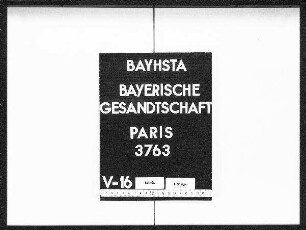 BAYHSTA
BAYERISCHE
GESANDTSCHAFT
PARIS
3763
V-16